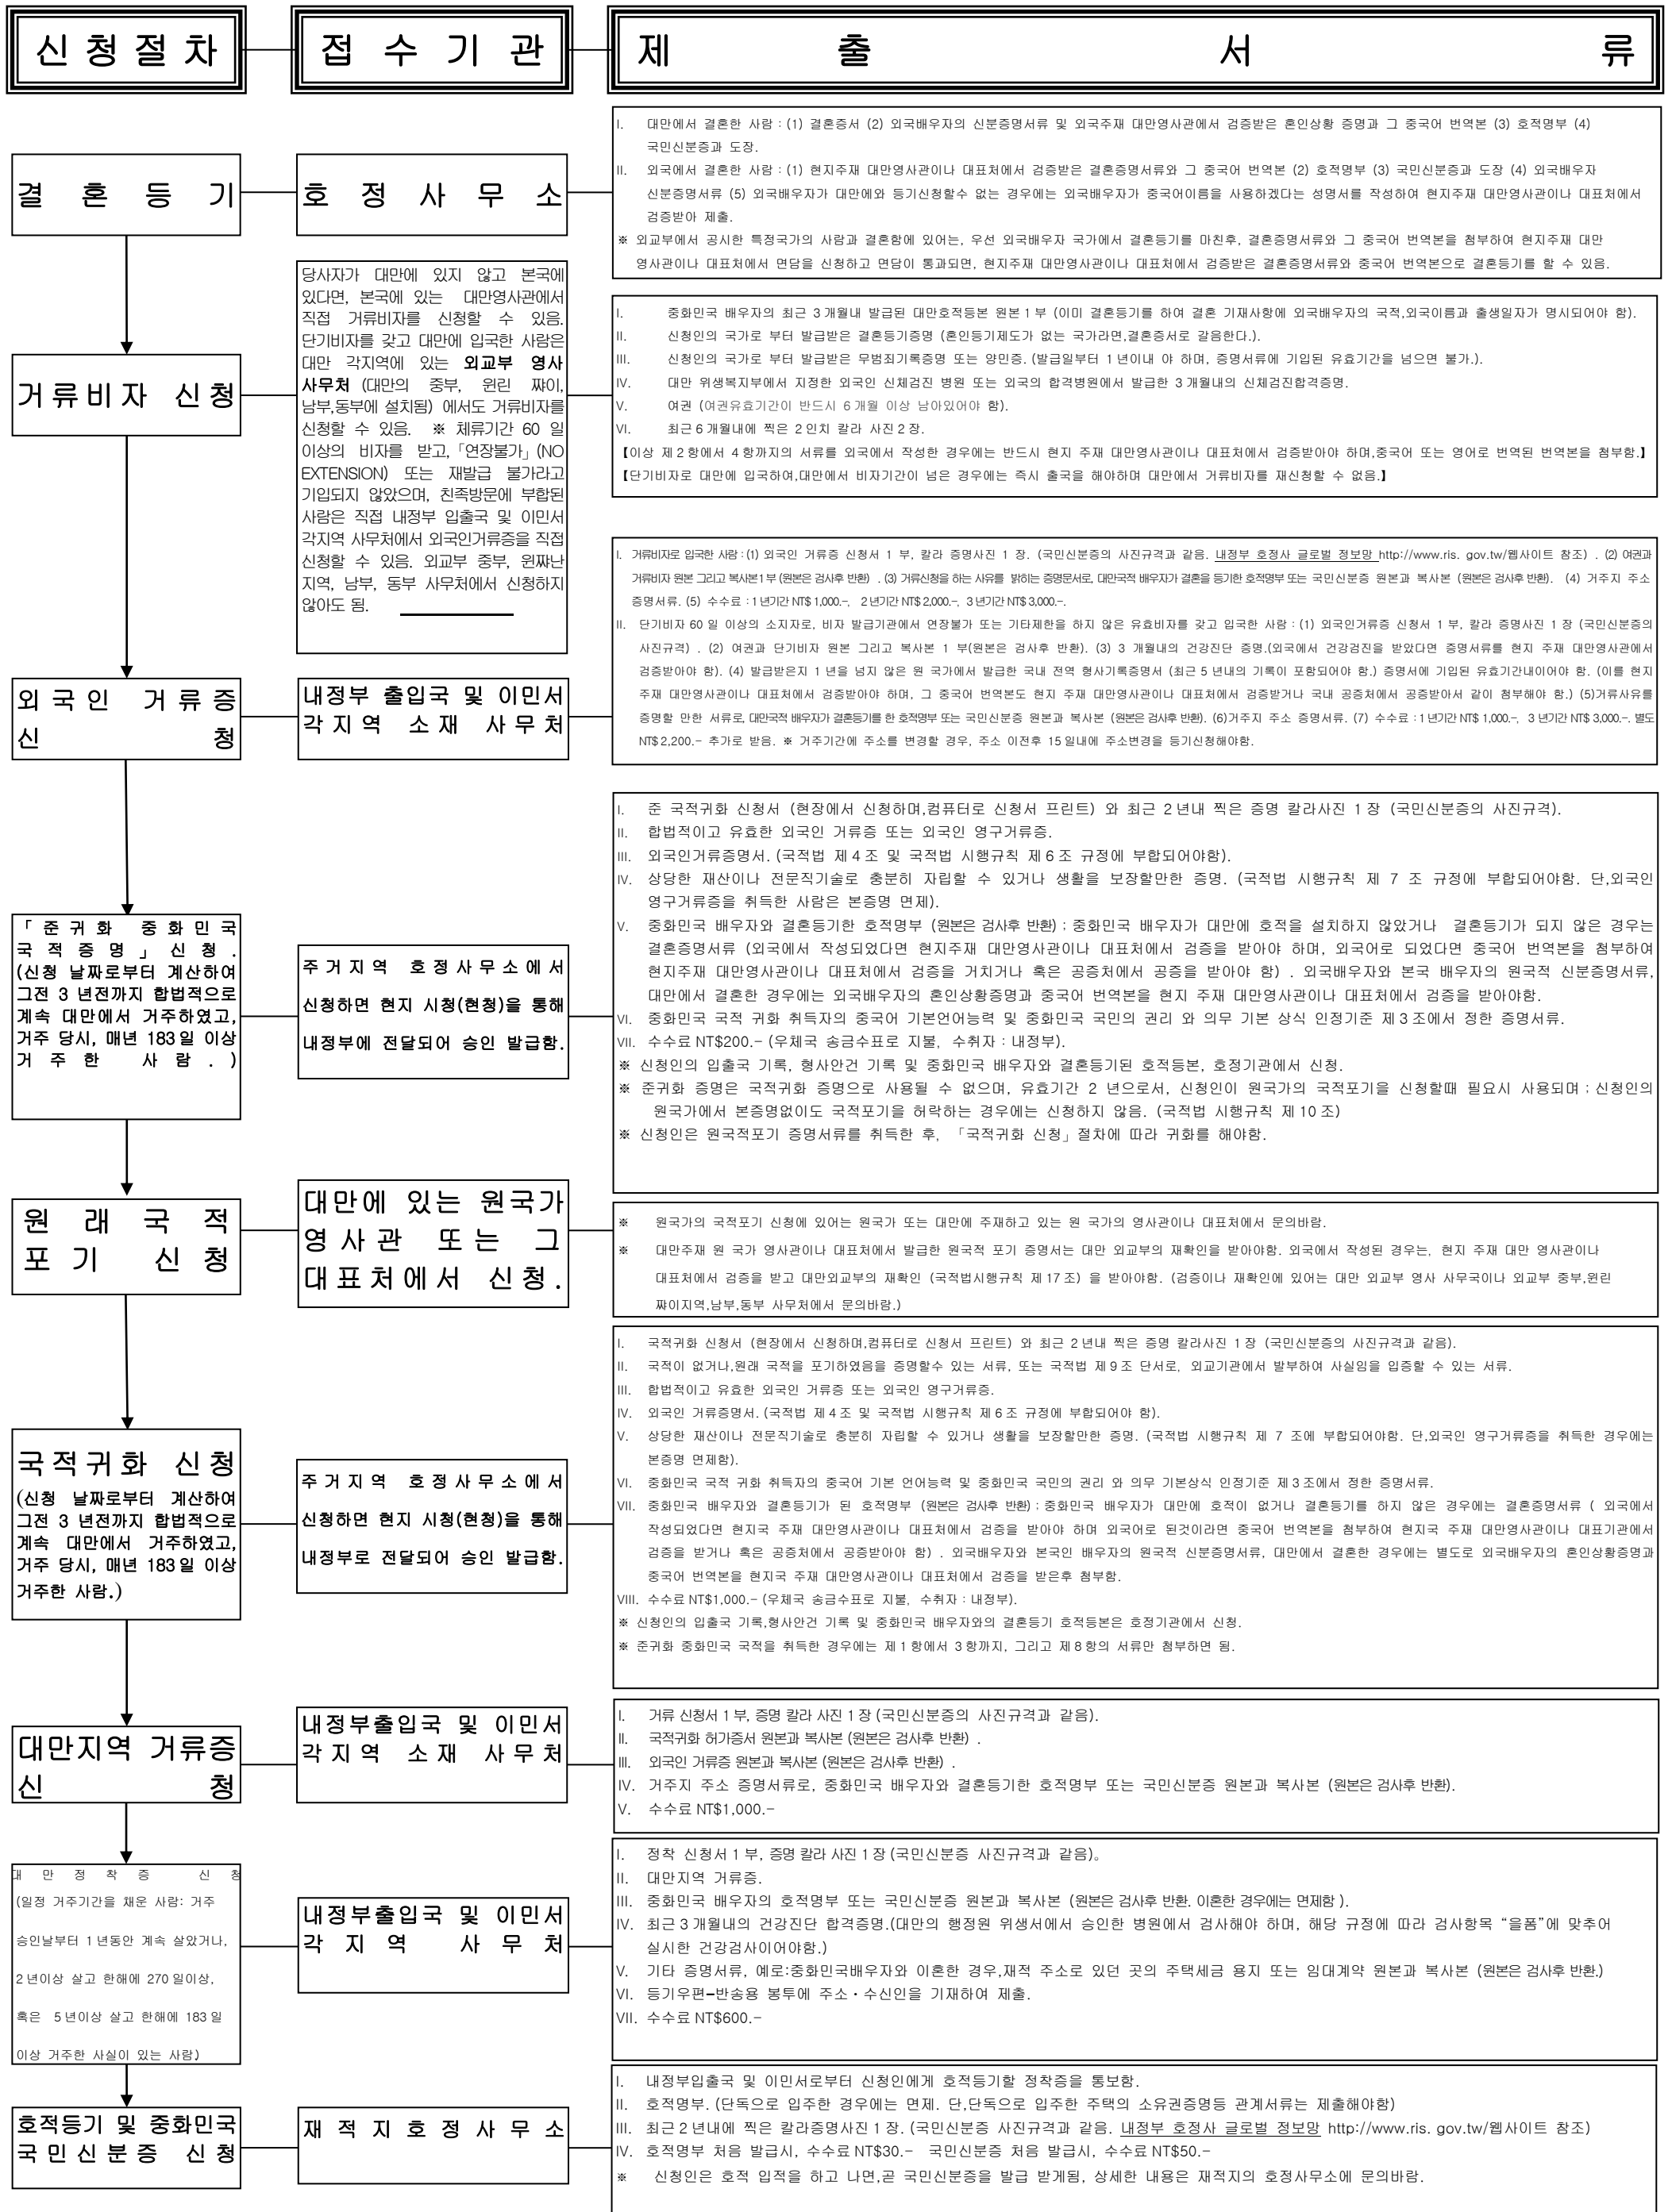 신청절차
접 수 기 관
제 출 서 류
결 혼 등 기
호 정 사 무 소
I. 대만에서 결혼한 사람 : (1) 결혼증서 (2) 외국배우자의 신분증명서류 및 외국주재 대만영사관에서 검증받은 혼인상황 증명과 그 중국어 번역본 (3) 호적명부 (4)
국민신분증과 도장.
II. 외국에서 결혼한 사람 : (1) 현지주재 대만영사관이나 대표처에서 검증받은 결혼증명서류와 그 중국어 번역본 (2) 호적명부 (3) 국민신분증과 도장 (4) 외국배우자
신분증명서류 (5) 외국배우자가 대만에와 등기신청할수 없는 경우에는 외국배우자가 중국어이름을 사용하겠다는 성명서를 작성하여 현지주재 대만영사관이나 대표처에서
검증받아 제출.
※ 외교부에서 공시한 특정국가의 사람과 결혼함에 있어는, 우선 외국배우자 국가에서 결혼등기를 마친후, 결혼증명서류와 그 중국어 번역본을 첨부하여 현지주재 대만
영사관이나 대표처에서 면담을 신청하고 면담이 통과되면, 현지주재 대만영사관이나 대표처에서 검증받은 결혼증명서류와 중국어 번역본으로 결혼등기를 할 수 있음.
거류비자 신청
당사자가 대만에 있지 않고 본국에
있다면, 본국에 있는 대만영사관에서
직접 거류비자를 신청할 수 있음.
단기비자를 갖고 대만에 입국한 사람은
대만 각지역에 있는 외교부 영사
사무처 (대만의 중부, 윈린 쨔이,
남부,동부에 설치됨) 에서도 거류비자를
신청할 수 있음. ※ 체류기간 60 일
이상의 비자를 받고,「연장불가」(NO
EXTENSION) 또는 재발급 불가라고
기입되지 않았으며, 친족방문에 부합된
사람은 직접 내정부 입출국 및 이민서
각지역 사무처에서 외국인거류증을 직접
신청할 수 있음. 외교부 중부, 윈쨔난
지역, 남부, 동부 사무처에서 신청하지
않아도 됨.
I. 중화민국 배우자의 최근 3 개월내 발급된 대만호적등본 원본 1 부 (이미 결혼등기를 하여 결혼 기재사항에 외국배우자의 국적,외국이름과 출생일자가 명시되어야 함).
II. 신청인의 국가로 부터 발급받은 결혼등기증명 (혼인등기제도가 없는 국가라면,결혼증서로 갈음한다.).
III. 신청인의 국가로 부터 발급받은 무범죄기록증명 또는 양민증. (발급일부터 1 년이내 야 하며, 증명서류에 기입된 유효기간을 넘으면 불가.).
IV. 대만 위생복지부에서 지정한 외국인 신체검진 병원 또는 외국의 합격병원에서 발급한 3 개월내의 신체검진합격증명.
V. 여권 (여권유효기간이 반드시 6 개월 이상 남아있어야 함).
VI. 최근 6 개월내에 찍은 2 인치 칼라 사진 2 장.
【이상 제 2 항에서 4 항까지의 서류를 외국에서 작성한 경우에는 반드시 현지 주재 대만영사관이나 대표처에서 검증받아야 하며,중국어 또는 영어로 번역된 번역본을 첨부함.】
【단기비자로 대만에 입국하여,대만에서 비자기간이 넘은 경우에는 즉시 출국을 해야하며 대만에서 거류비자를 재신청할 수 없음.】
외국인 거류증
신 청
내정부 출입국 및 이민서
각지역 소재 사무처
I. 거류비자로 입국한 사람 : (1) 외국인 거류증 신청서 1 부, 칼라 증명사진 1 장. (국민신분증의 사진규격과 같음. 내정부 호정사 글로벌 정보망 http://www.ris. gov.tw/웹사이트 참조) . (2) 여권과
거류비자 원본 그리고 복사본 1 부 (원본은 검사후 반환) . (3) 거류신청을 하는 사유를 밝히는 증명문서로, 대만국적 배우자가 결혼을 등기한 호적명부 또는 국민신분증 원본과 복사본 (원본은 검사후 반환). (4) 거주지 주소
증명서류. (5) 수수료 : 1 년기간 NT$ 1,000.-, 2 년기간 NT$ 2,000.-, 3 년기간 NT$ 3,000.-.
II. 단기비자 60 일 이상의 소지자로, 비자 발급기관에서 연장불가 또는 기타제한을 하지 않은 유효비자를 갖고 입국한 사람 : (1) 외국인거류증 신청서 1 부, 칼라 증명사진 1 장 (국민신분증의
사진규격) . (2) 여권과 단기비자 원본 그리고 복사본 1 부(원본은 검사후 반환). (3) 3 개월내의 건강진단 증명.(외국에서 건강검진을 받았다면 증명서류를 현지 주재 대만영사관에서
검증받아야 함). (4) 발급받은지 1 년을 넘지 않은 원 국가에서 발급한 국내 전역 형사기록증명서 (최근 5 년내의 기록이 포함되어야 함.) 증명서에 기입된 유효기간내이어야 함. (이를 현지
주재 대만영사관이나 대표처에서 검증받아야 하며, 그 중국어 번역본도 현지 주재 대만영사관이나 대표처에서 검증받거나 국내 공증처에서 공증받아서 같이 첨부해야 함.) (5)거류사유를
증명할 만한 서류로, 대만국적 배우자가 결혼등기를 한 호적명부 또는 국민신분증 원본과 복사본 (원본은 검사후 반환). (6)거주지 주소 증명서류. (7) 수수료 : 1 년기간 NT$ 1,000.-, 3 년기간 NT$ 3,000.-. 별도
NT$ 2,200.- 추가로 받음. ※ 거주기간에 주소를 변경할 경우, 주소 이전후 15 일내에 주소변경을 등기신청해야함.
「준귀화 중화민국
국적증명」신청.
(신청 날짜로부터 계산하여
그전 3 년전까지 합법적으로
계속 대만에서 거주하였고,
거주 당시, 매년 183 일 이상
거주한 사람.)
주거지역 호정사무소에서
신청하면 현지 시청(현청)을 통해
내정부에 전달되어 승인 발급함.
I. 준 국적귀화 신청서 (현장에서 신청하며,컴퓨터로 신청서 프린트) 와 최근 2 년내 찍은 증명 칼라사진 1 장 (국민신분증의 사진규격).
II. 합법적이고 유효한 외국인 거류증 또는 외국인 영구거류증.
III. 외국인거류증명서. (국적법 제 4 조 및 국적법 시행규칙 제 6 조 규정에 부합되어야함).
IV. 상당한 재산이나 전문직기술로 충분히 자립할 수 있거나 생활을 보장할만한 증명. (국적법 시행규칙 제 7 조 규정에 부합되어야함. 단,외국인
영구거류증을 취득한 사람은 본증명 면제).
V. 중화민국 배우자와 결혼등기한 호적명부 (원본은 검사후 반환) ; 중화민국 배우자가 대만에 호적을 설치하지 않았거나 결혼등기가 되지 않은 경우는
결혼증명서류 (외국에서 작성되었다면 현지주재 대만영사관이나 대표처에서 검증을 받아야 하며, 외국어로 되었다면 중국어 번역본을 첨부하여
현지주재 대만영사관이나 대표처에서 검증을 거치거나 혹은 공증처에서 공증을 받아야 함) . 외국배우자와 본국 배우자의 원국적 신분증명서류,
대만에서 결혼한 경우에는 외국배우자의 혼인상황증명과 중국어 번역본을 현지 주재 대만영사관이나 대표처에서 검증을 받아야함.
VI. 중화민국 국적 귀화 취득자의 중국어 기본언어능력 및 중화민국 국민의 권리 와 의무 기본 상식 인정기준 제 3 조에서 정한 증명서류.
VII. 수수료 NT$200.- (우체국 송금수표로 지불, 수취자 : 내정부).
※ 신청인의 입출국 기록, 형사안건 기록 및 중화민국 배우자와 결혼등기된 호적등본, 호정기관에서 신청.
※ 준귀화 증명은 국적귀화 증명으로 사용될 수 없으며, 유효기간 2 년으로서, 신청인이 원국가의 국적포기을 신청할때 필요시 사용되며 ; 신청인의
원국가에서 본증명없이도 국적포기을 허락하는 경우에는 신청하지 않음. (국적법 시행규칙 제 10 조)
※ 신청인은 원국적포기 증명서류를 취득한 후, 「국적귀화 신청」절차에 따라 귀화를 해야함.
원 래 국 적
포기 신청
대만에 있는 원국가
영사관 또는 그
대표처에서 신청.
※ 원국가의 국적포기 신청에 있어는 원국가 또는 대만에 주재하고 있는 원 국가의 영사관이나 대표처에서 문의바람.
※ 대만주재 원 국가 영사관이나 대표처에서 발급한 원국적 포기 증명서는 대만 외교부의 재확인을 받아야함. 외국에서 작성된 경우는, 현지 주재 대만 영사관이나
대표처에서 검증을 받고 대만외교부의 재확인 (국적법시행규칙 제 17 조) 을 받아야함. (검증이나 재확인에 있어는 대만 외교부 영사 사무국이나 외교부 중부,윈린
쨔이지역,남부,동부 사무처에서 문의바람.)
국적귀화 신청
(신청 날짜로부터 계산하여
그전 3 년전까지 합법적으로
계속 대만에서 거주하였고,
거주 당시, 매년 183 일 이상
거주한 사람.)
주거지역 호정사무소에서
신청하면 현지 시청(현청)을 통해
내정부로 전달되어 승인 발급함.
I. 국적귀화 신청서 (현장에서 신청하며,컴퓨터로 신청서 프린트) 와 최근 2 년내 찍은 증명 칼라사진 1 장 (국민신분증의 사진규격과 같음).
II. 국적이 없거나,원래 국적을 포기하였음을 증명할수 있는 서류, 또는 국적법 제 9 조 단서로, 외교기관에서 발부하여 사실임을 입증할 수 있는 서류.
III. 합법적이고 유효한 외국인 거류증 또는 외국인 영구거류증.
IV. 외국인 거류증명서. (국적법 제 4 조 및 국적법 시행규칙 제 6 조 규정에 부합되어야 함).
V. 상당한 재산이나 전문직기술로 충분히 자립할 수 있거나 생활을 보장할만한 증명. (국적법 시행규칙 제 7 조에 부합되어야함. 단,외국인 영구거류증을 취득한 경우에는
본증명 면제함).
VI. 중화민국 국적 귀화 취득자의 중국어 기본 언어능력 및 중화민국 국민의 권리 와 의무 기본상식 인정기준 제 3 조에서 정한 증명서류.
VII. 중화민국 배우자와 결혼등기가 된 호적명부 (원본은 검사후 반환) ; 중화민국 배우자가 대만에 호적이 없거나 결혼등기를 하지 않은 경우에는 결혼증명서류 ( 외국에서
작성되었다면 현지국 주재 대만영사관이나 대표처에서 검증을 받아야 하며 외국어로 된것이라면 중국어 번역본을 첨부하여 현지국 주재 대만영사관이나 대표기관에서
검증을 받거나 혹은 공증처에서 공증받아야 함) . 외국배우자와 본국인 배우자의 원국적 신분증명서류, 대만에서 결혼한 경우에는 별도로 외국배우자의 혼인상황증명과
중국어 번역본을 현지국 주재 대만영사관이나 대표처에서 검증을 받은후 첨부함.
VIII. 수수료 NT$1,000.- (우체국 송금수표로 지불, 수취자 : 내정부).
※ 신청인의 입출국 기록,형사안건 기록 및 중화민국 배우자와의 결혼등기 호적등본은 호정기관에서 신청.
※ 준귀화 중화민국 국적을 취득한 경우에는 제 1 항에서 3 항까지, 그리고 제 8 항의 서류만 첨부하면 됨.
대만지역 거류증
신 청
내정부출입국 및 이민서
각지역 소재 사무처
I. 거류 신청서 1 부, 증명 칼라 사진 1 장 (국민신분증의 사진규격과 같음).
II. 국적귀화 허가증서 원본과 복사본 (원본은 검사후 반환) .
III. 외국인 거류증 원본과 복사본 (원본은 검사후 반환) .
IV. 거주지 주소 증명서류로, 중화민국 배우자와 결혼등기한 호적명부 또는 국민신분증 원본과 복사본 (원본은 검사후 반환).
V. 수수료 NT$1,000.-
대 만 정 착 증 신 청
(일정 거주기간을 채운 사람: 거주
승인날부터 1 년동안 계속 살았거나,
2 년이상 살고 한해에 270 일이상,
혹은 5 년이상 살고 한해에 183 일
이상 거주한 사실이 있는 사람)
내정부출입국 및 이민서
각 지역 사무처
I. 정착 신청서 1 부, 증명 칼라 사진 1 장 (국민신분증 사진규격과 같음)。
II. 대만지역 거류증.
III. 중화민국 배우자의 호적명부 또는 국민신분증 원본과 복사본 (원본은 검사후 반환. 이혼한 경우에는 면제함 ).
IV. 최근 3 개월내의 건강진단 합격증명.(대만의 행정원 위생서에서 승인한 병원에서 검사해야 하며, 해당 규정에 따라 검사항목 “을폼”에 맞추어
실시한 건강검사이어야함.)
V. 기타 증명서류, 예로:중화민국배우자와 이혼한 경우,재적 주소로 있던 곳의 주택세금 용지 또는 임대계약 원본과 복사본 (원본은 검사후 반환.)
VI. 등기우편–반송용 봉투에 주소・수신인을 기재하여 제출.
VII. 수수료 NT$600.-
호적등기 및 중화민국
국민신분증 신청
재적지호정사무소
I. 내정부입출국 및 이민서로부터 신청인에게 호적등기할 정착증을 통보함.
II. 호적명부. (단독으로 입주한 경우에는 면제. 단,단독으로 입주한 주택의 소유권증명등 관계서류는 제출해야함)
III. 최근 2 년내에 찍은 칼라증명사진 1 장. (국민신분증 사진규격과 같음. 내정부 호정사 글로벌 정보망 http://www.ris. gov.tw/웹사이트 참조)
IV. 호적명부 처음 발급시, 수수료 NT$30.- 국민신분증 처음 발급시, 수수료 NT$50.-
※ 신청인은 호적 입적을 하고 나면,곧 국민신분증을 발급 받게됨, 상세한 내용은 재적지의 호정사무소에 문의바람.